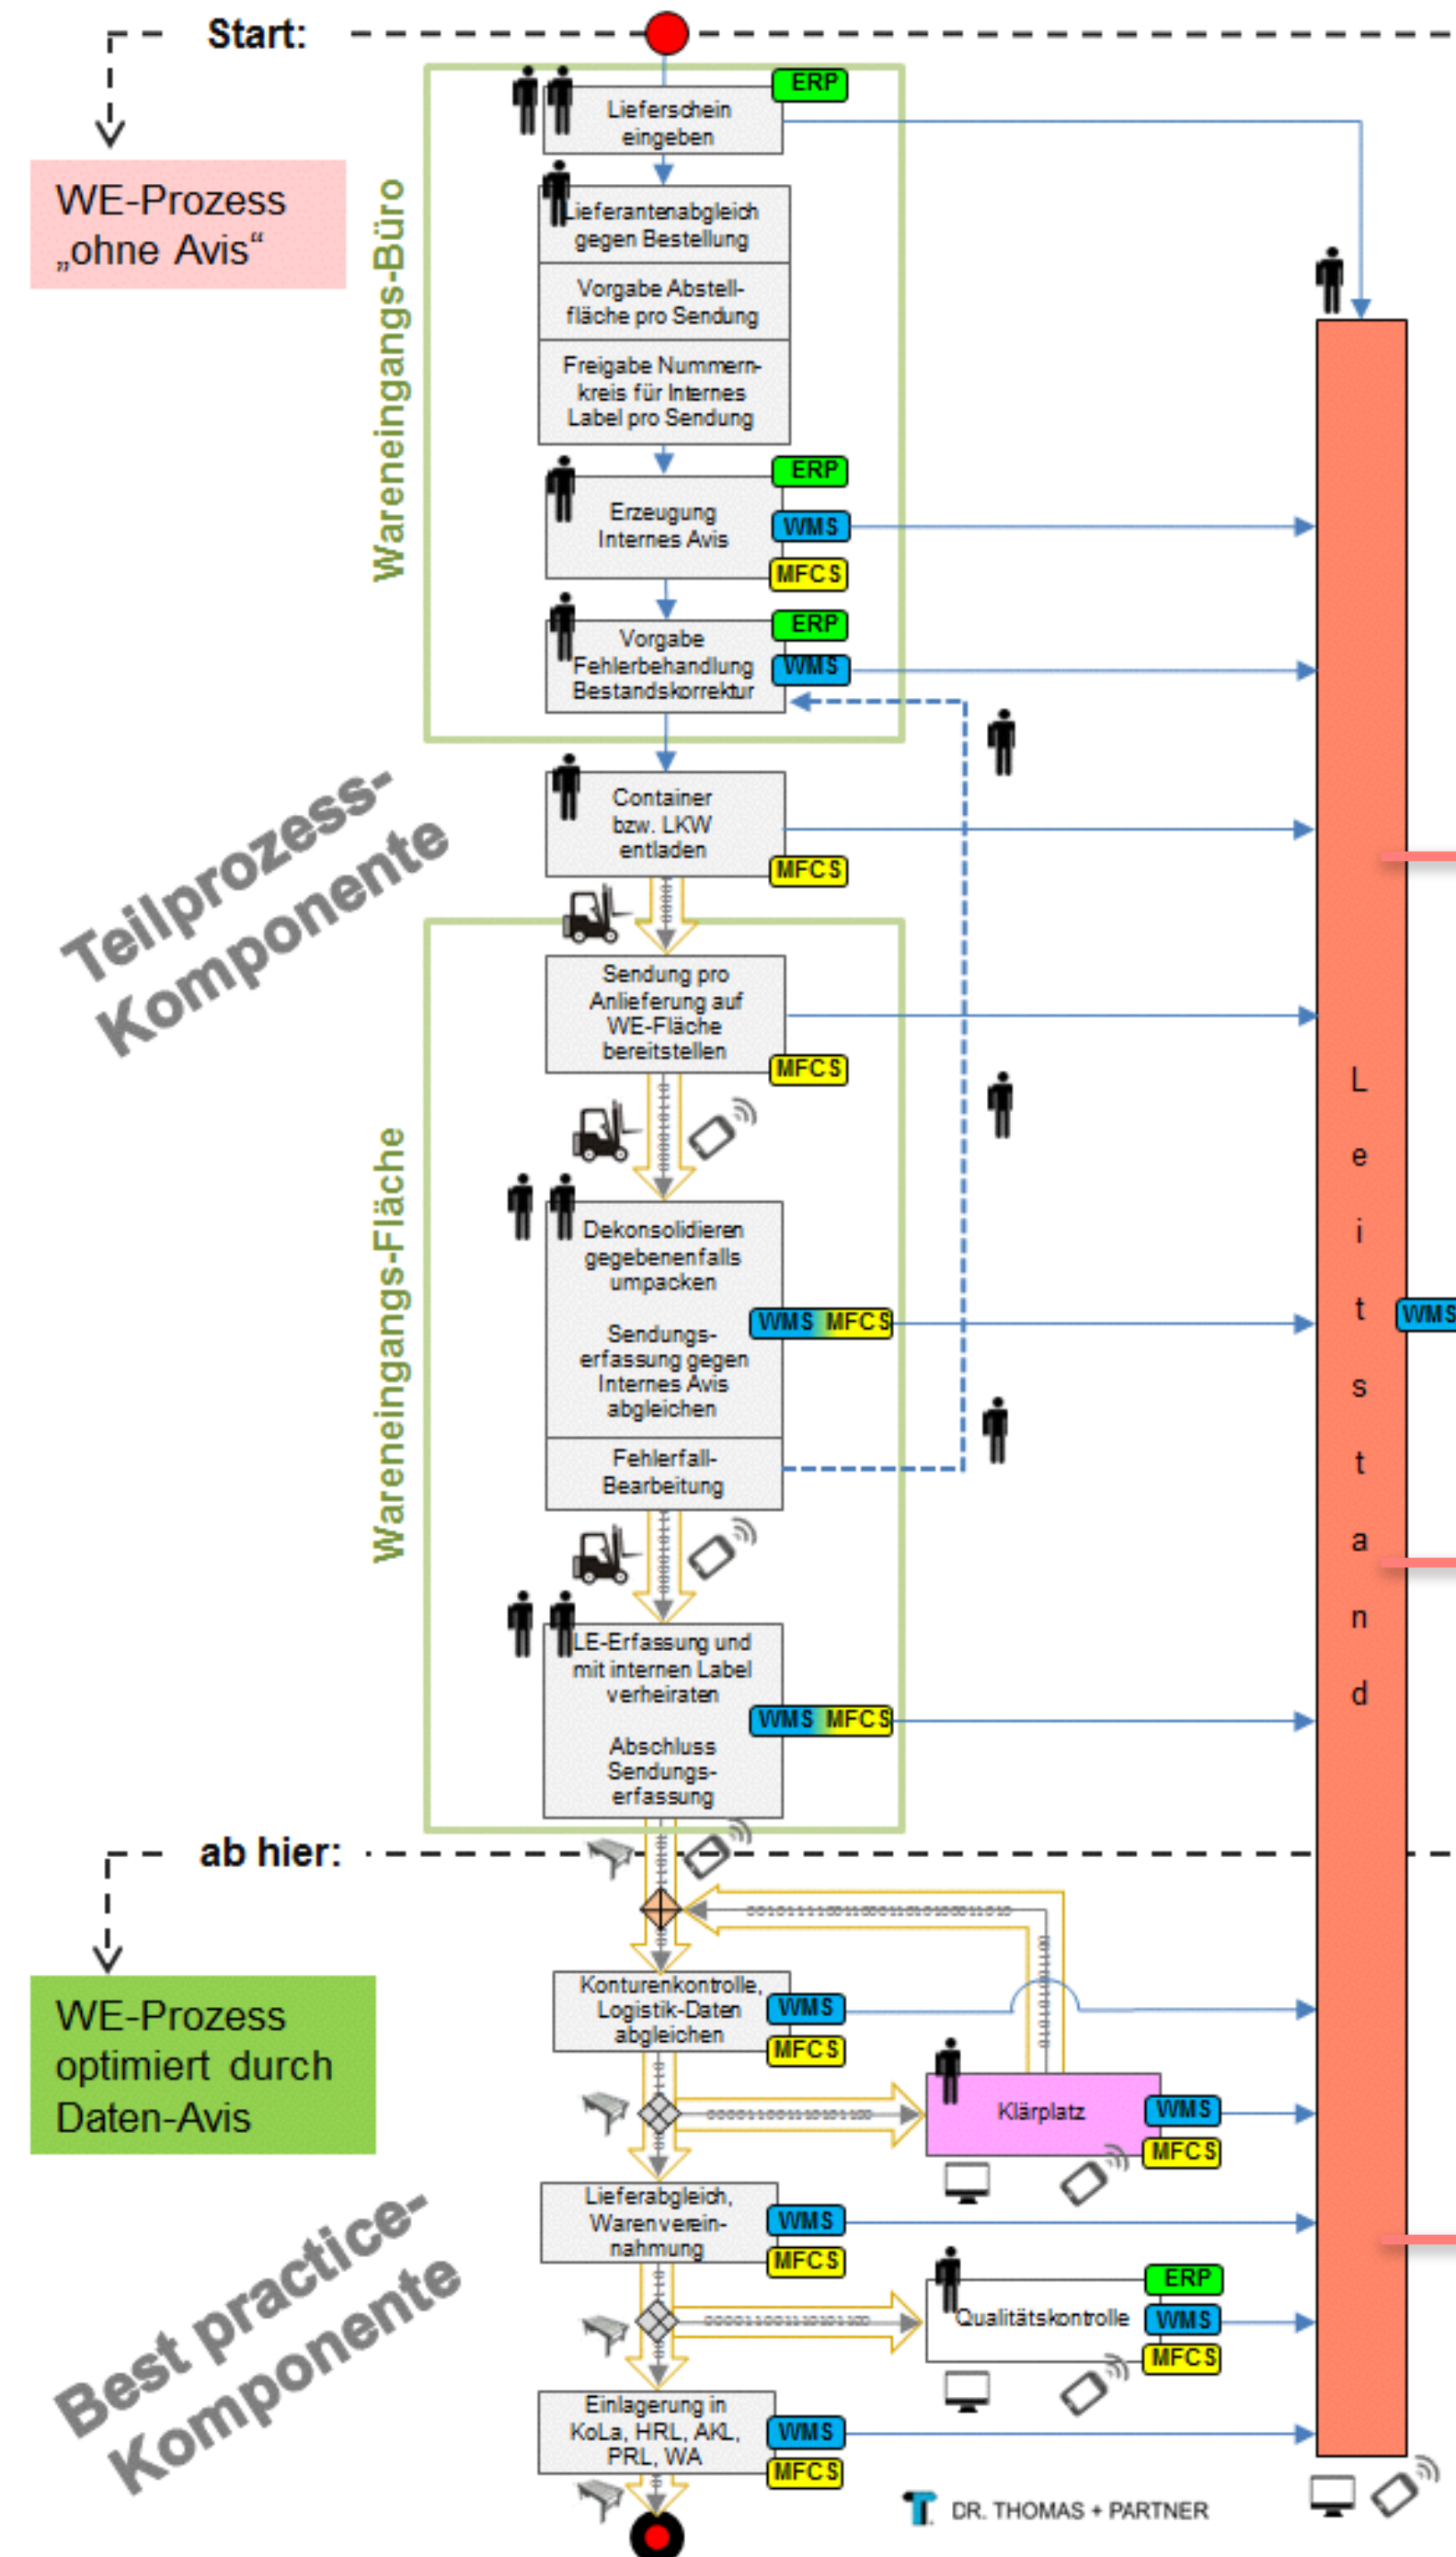 Start:
WE-Prozess
„ohne Avis“
Wareneingangs-Büro
Lieferschein
eingeben
ERP
Lieferantenabgleich
gegen Bestellung
Vorgabe Abstell-
fläche pro Sendung
Freigabe Nummern-
kreis für Internes
Label pro Sendung
Erzeugung
Internes Avis
ERP
WMS
MFCS
Vorgabe
Fehlerbehandlung
Bestandskorrektur
ERP
WMS
Teilprozess-
Komponente
Container
bzw. LKW
entladen
MFCS
Wareneingangs-Fläche
Sendung pro
Anlieferung auf
WE-Fläche
bereitstellen
MFCS
Dekonsolidieren
gegebenenfalls
umpacken
Sendungs-
erfassung gegen
Internes Avis
abgleichen
WMS MFCS
Fehlerfall-
Bearbeitung
LE-Erfassung und
mit internen Label
verheiraten
Abschluss
Sendungs-
erfassung
WMS MFCS
Leitstand
WMS
ab hier:
WE-Prozess
optimiert durch
Daten-Avis
Konturenkontrolle,
Logistik-Daten
abgleichen
WMS
MFCS
Klärplatz
WMS
MFCS
Best practice-
Komponente
Lieferabgleich,
Warenverein-
nahmung
WMS
MFCS
Qualitätskontrolle
ERP
WMS
MFCS
Einlagerung in
KoLa, HRL, AKL,
PRL, WA
WMS
MFCS
DR. THOMAS + PARTNER